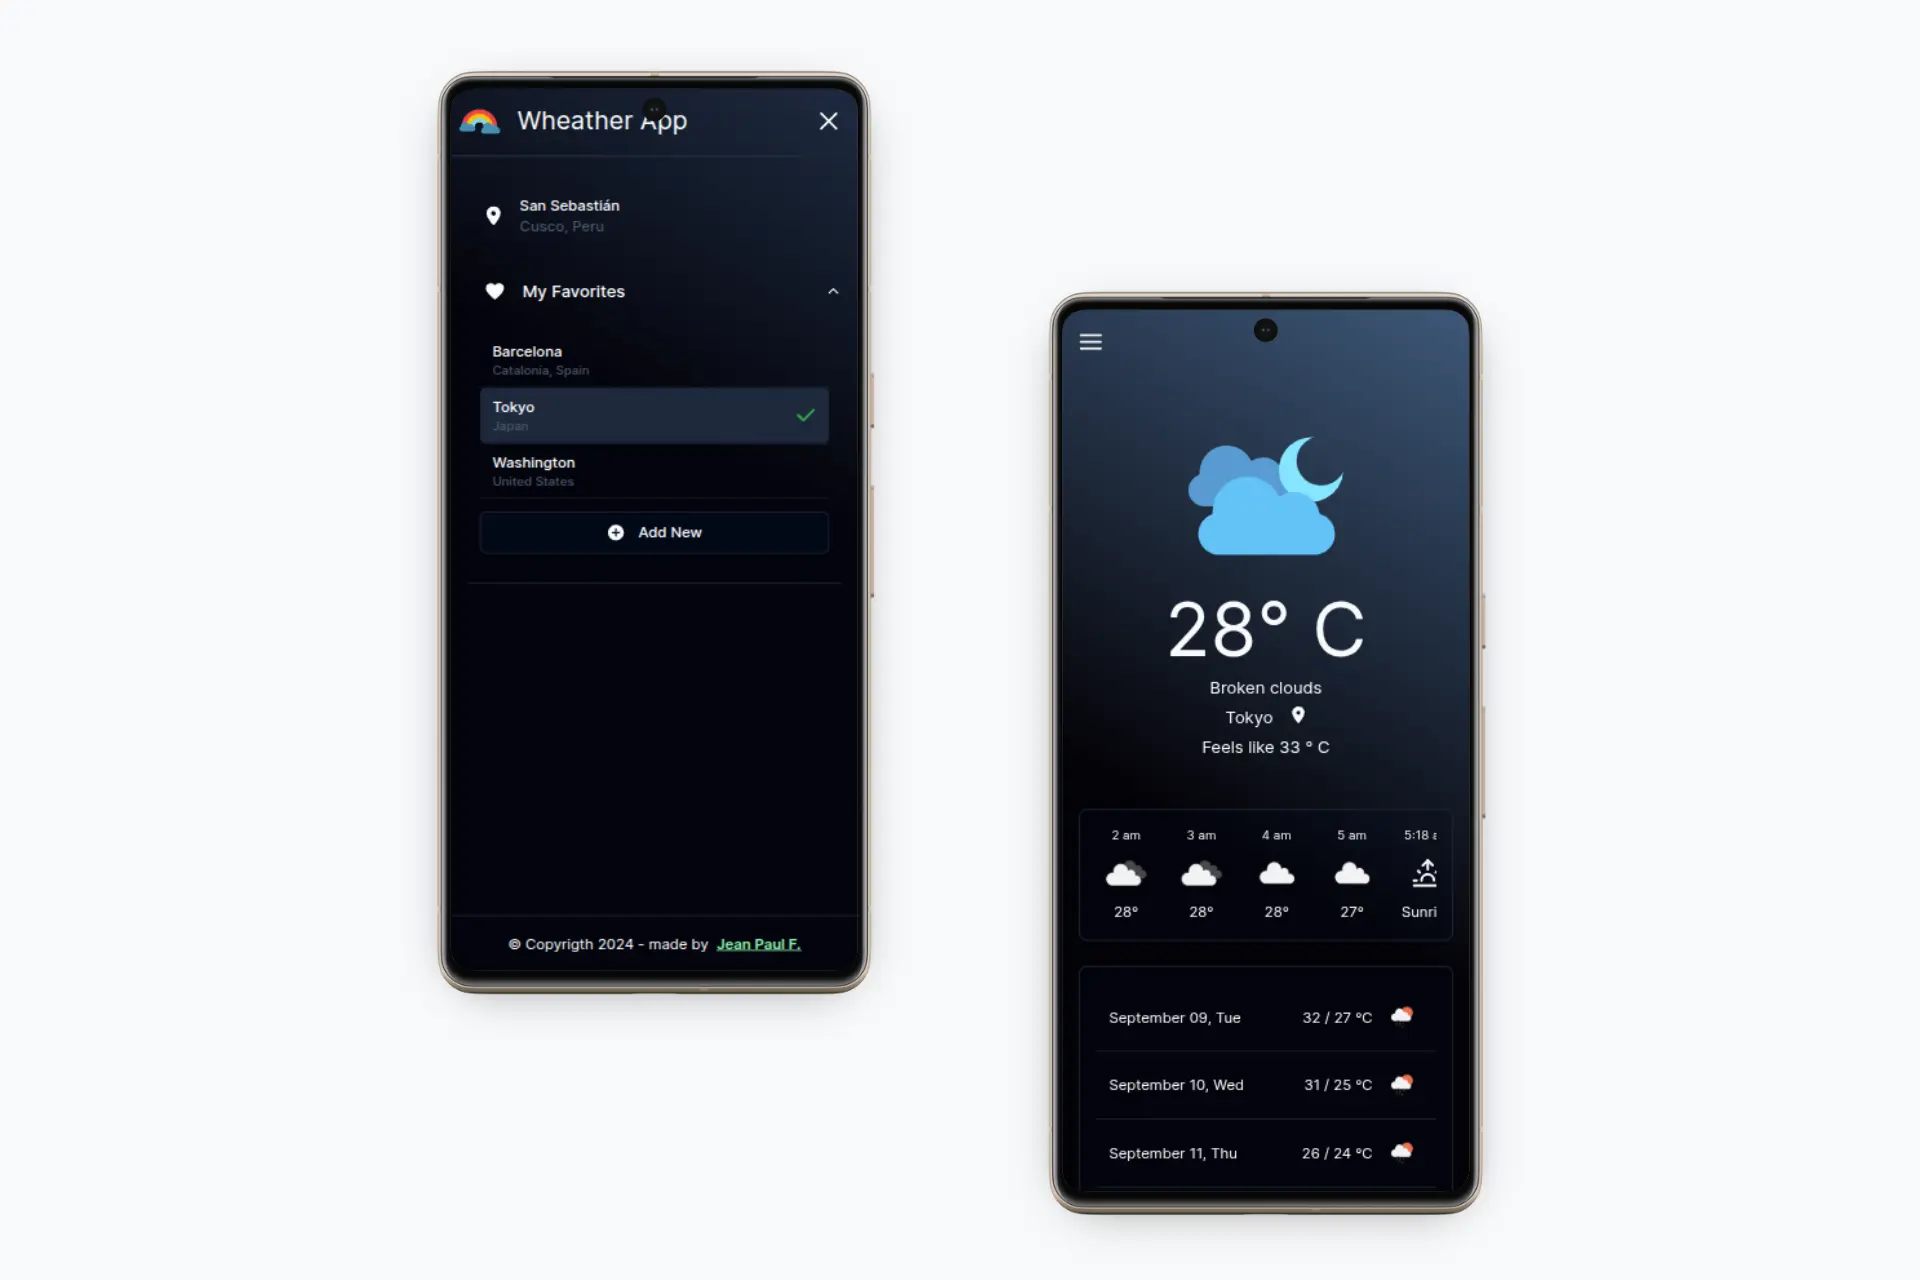 Wheather App
San Sebastián
Cusco, Peru
My Favorites
Barcelona
Catalonia, Spain
Tokyo
Japan
Washington
United States
Add New
© Copyrigth 2024 - made by Jean Paul F.
28° C
Broken clouds
Tokyo
Feels like 33 ° C
2 am 3 am 4 am 5 am 5:18
28° 28° 28° 27° Sunri
September 09, Tue 32 / 27 °C
September 10, Wed 31 / 25 °C
September 11, Thu 26 / 24 °C